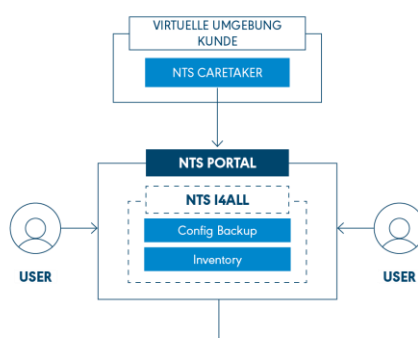 VIRTUELLE UMGEBUNG
KUNDE
NTS CARETAKER
NTS PORTAL
NTS I4ALL
Config Backup
Inventory
USER
USER